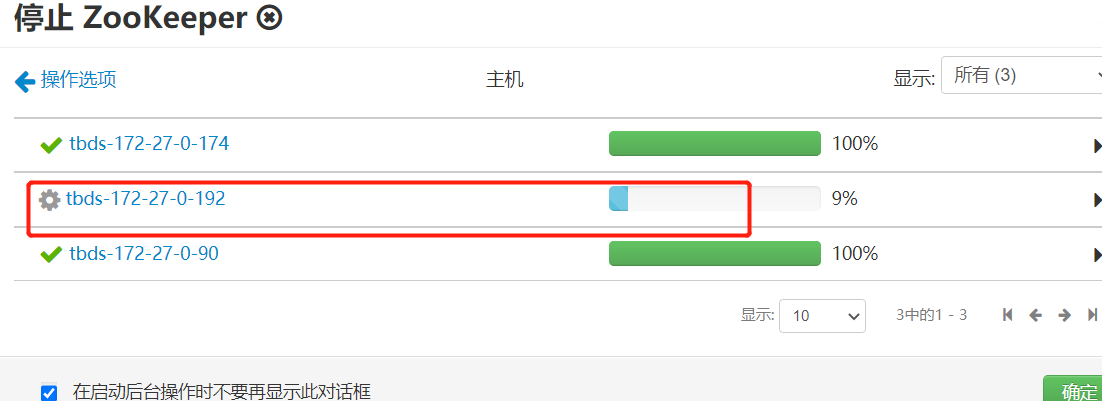 停止 ZooKeeper
操作选项 主机 显示: 所有 (3)
tbds-172-27-0-174 100%
tbds-172-27-0-192 9%
tbds-172-27-0-90 100%
显示: 10 3中的1 - 3
在启动后台操作时不要再显示此对话框 确定